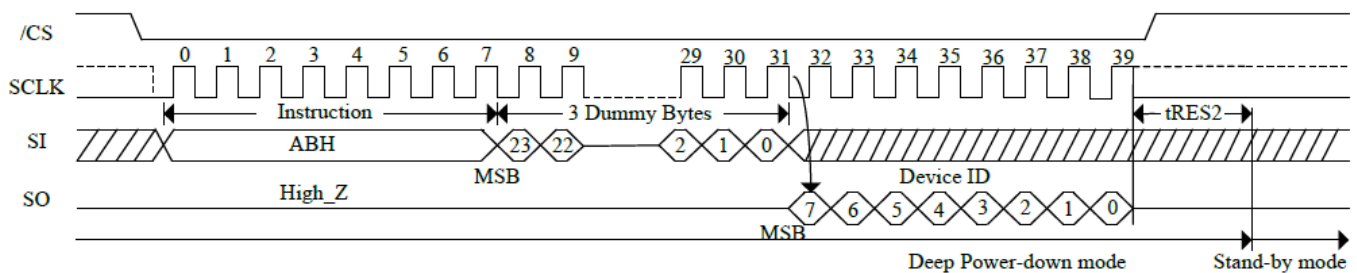 /CS
0 1 2 3 4 5 6 7 8 9 29 30 31 32 33 34 35 36 37 38 39
SCLK
Instruction 3 Dummy Bytes tRES2
SI ABH 23 22 2 1 0
MSB Device ID
SO High_Z 7 6 5 4 3 2 1 0
MSB
Deep Power-down mode Stand-by mode